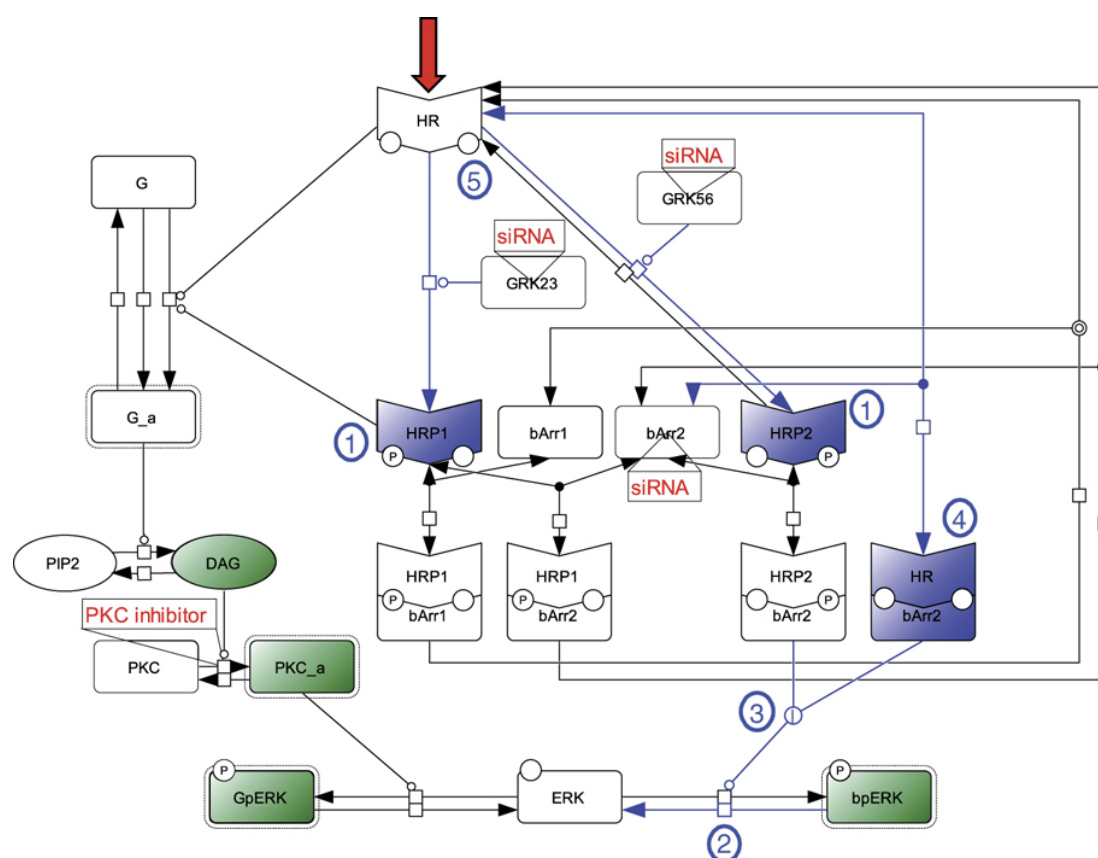 HR
siRNA
5
G
GRK56
siRNA
GRK23
G_a
1
HRP1
bArr1
bArr2
HRP2
1
P
P
siRNA
4
PIP2
DAG
HRP1
HRP1
HRP2
HR
P
P
P
bArr1
bArr2
bArr2
bArr2
PKC inhibitor
PKC
PKC_a
3
P
P
GpERK
ERK
bpERK
2